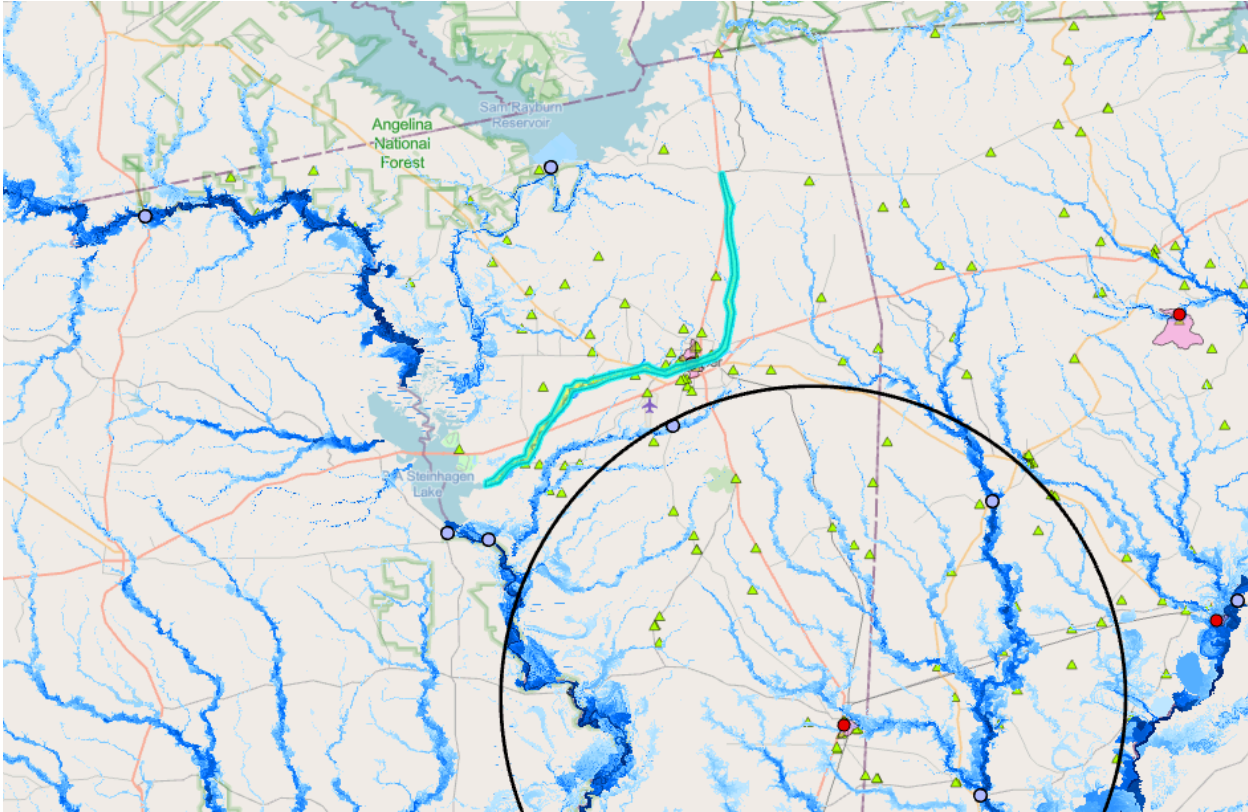 Sam Rayburn
Reservoir
Angelina
National
Forest
Steinhagen
Lake